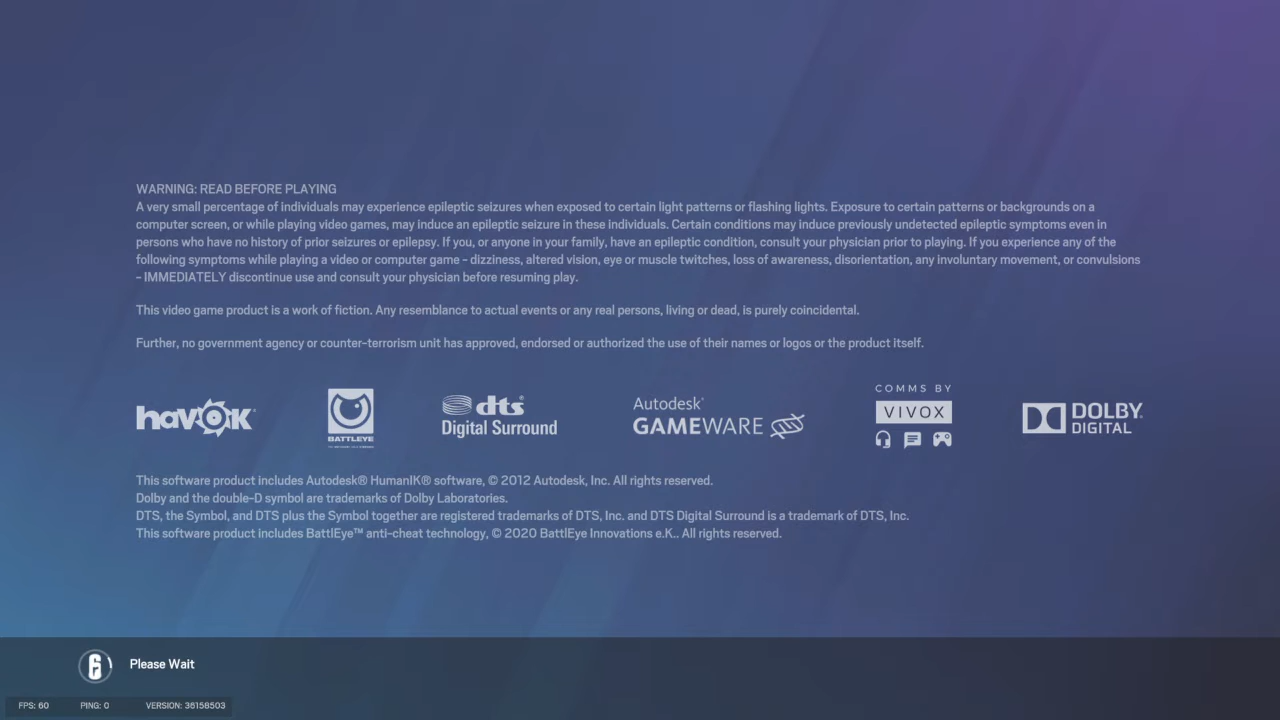 WARNING: READ BEFORE PLAYING
A very small percentage of individuals may experience epileptic seizures when exposed to certain light patterns or flashing lights. Exposure to certain patterns or backgrounds on a
computer screen, or while playing video games, may induce an epileptic seizure in these individuals. Certain conditions may induce previously undetected epileptic symptoms even in
persons who have no history of prior seizures or epilepsy. If you, or anyone in your family, have an epileptic condition, consult your physician prior to playing. If you experience any of the
following symptoms while playing a video or computer game - dizziness, altered vision, eye or muscle twitches, loss of awareness, disorientation, any involuntary movement, or convulsions
- IMMEDIATELY discontinue use and consult your physician before resuming play.
This video game product is a work of fiction. Any resemblance to actual events or any real persons, living or dead, is purely coincidental.
Further, no government agency or counter-terrorism unit has approved, endorsed or authorized the use of their names or logos or the product itself.
havok
BATTLEYE
dts
Digital Surround
Autodesk®
GAMEWARE
COMMS BY
VIVOX
DOLBY
DIGITAL
This software product includes Autodesk® HumanIK® software, © 2012 Autodesk, Inc. All rights reserved.
Dolby and the double-D symbol are trademarks of Dolby Laboratories.
DTS, the Symbol, and DTS plus the Symbol together are registered trademarks of DTS, Inc. and DTS Digital Surround is a trademark of DTS, Inc.
This software product includes BattlEye™ anti-cheat technology, © 2020 BattlEye Innovations e.K.. All rights reserved.
6 Please Wait
FPS: 60 PING: 0 VERSION: 36158503